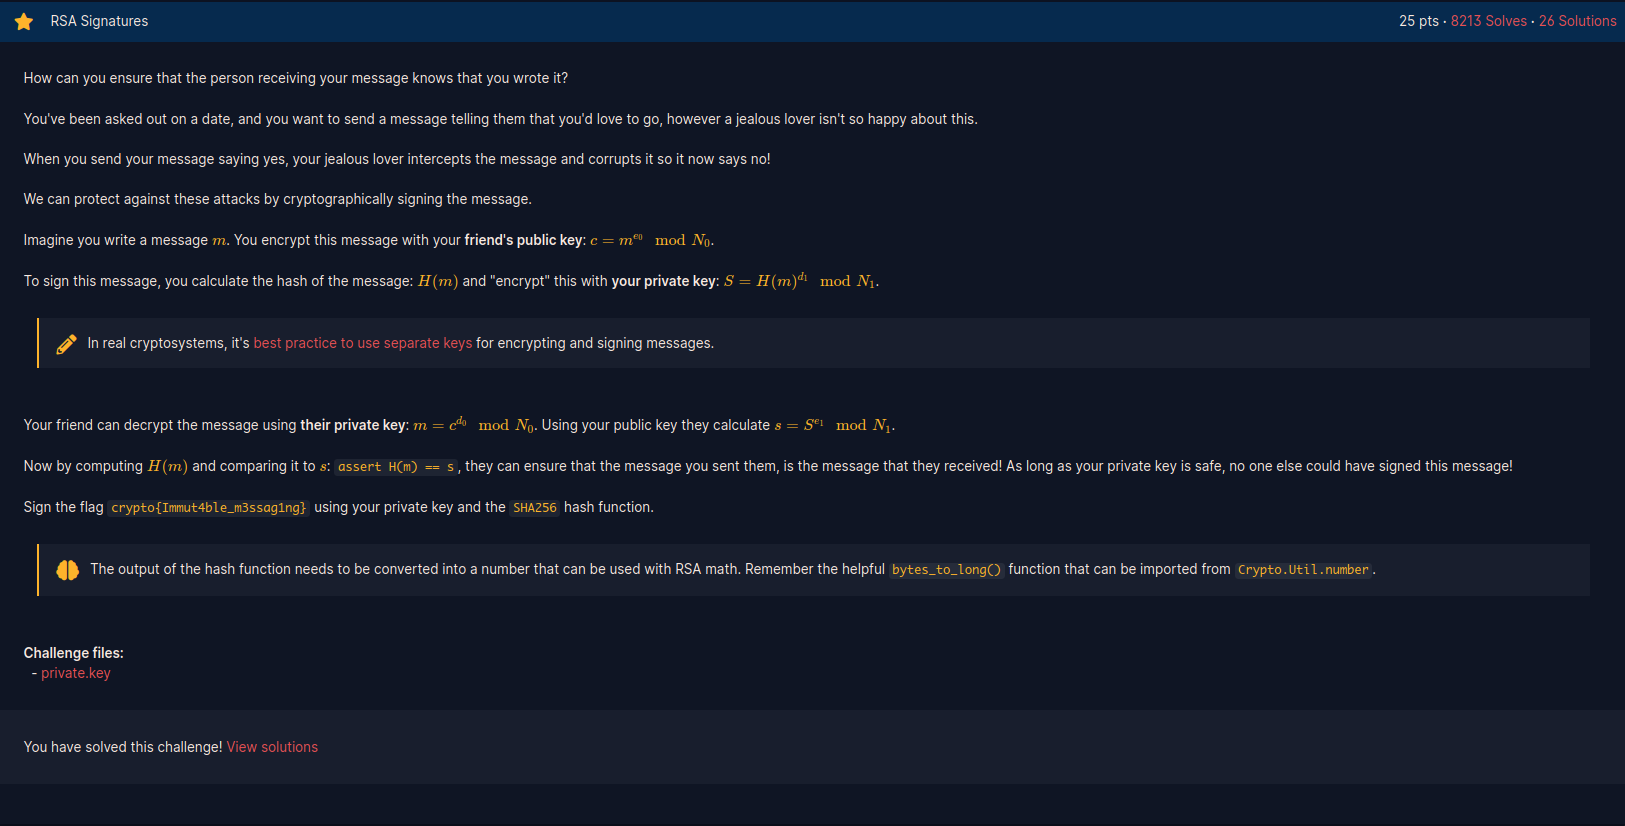 RSA Signatures
25 pts · 8213 Solves · 26 Solutions
How can you ensure that the person receiving your message knows that you wrote it?
You've been asked out on a date, and you want to send a message telling them that you'd love to go, however a jealous lover isn't so happy about this.
When you send your message saying yes, your jealous lover intercepts the message and corrupts it so it now says no!
We can protect against these attacks by cryptographically signing the message.
Imagine you write a message m. You encrypt this message with your friend's public key: c = m^{e_0} mod N_0.
To sign this message, you calculate the hash of the message: H(m) and "encrypt" this with your private key: S = H(m)^{d_1} mod N_1.
In real cryptosystems, it's best practice to use separate keys for encrypting and signing messages.
Your friend can decrypt the message using their private key: m = c^{d_0} mod N_0. Using your public key they calculate s = S^{e_1} mod N_1.
Now by computing H(m) and comparing it to s: assert H(m) == s, they can ensure that the message you sent them, is the message that they received! As long as your private key is safe, no one else could have signed this message!
Sign the flag crypto{Immut4ble_m3ssag1ng} using your private key and the SHA256 hash function.
The output of the hash function needs to be converted into a number that can be used with RSA math. Remember the helpful bytes_to_long() function that can be imported from Crypto.Util.number.
Challenge files:
- private.key
You have solved this challenge! View solutions